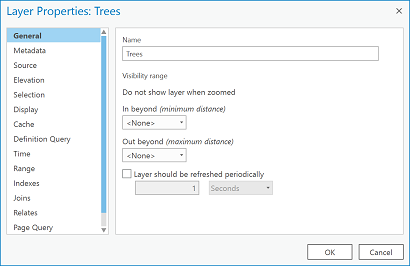 Layer Properties: Trees
General
Metadata
Source
Elevation
Selection
Display
Cache
Definition Query
Time
Range
Indexes
Joins
Relates
Page Query
Name
Trees
Visibility range
Do not show layer when zoomed
In beyond (minimum distance)
<None>
Out beyond (maximum distance)
<None>
Layer should be refreshed periodically
1 Seconds
OK Cancel